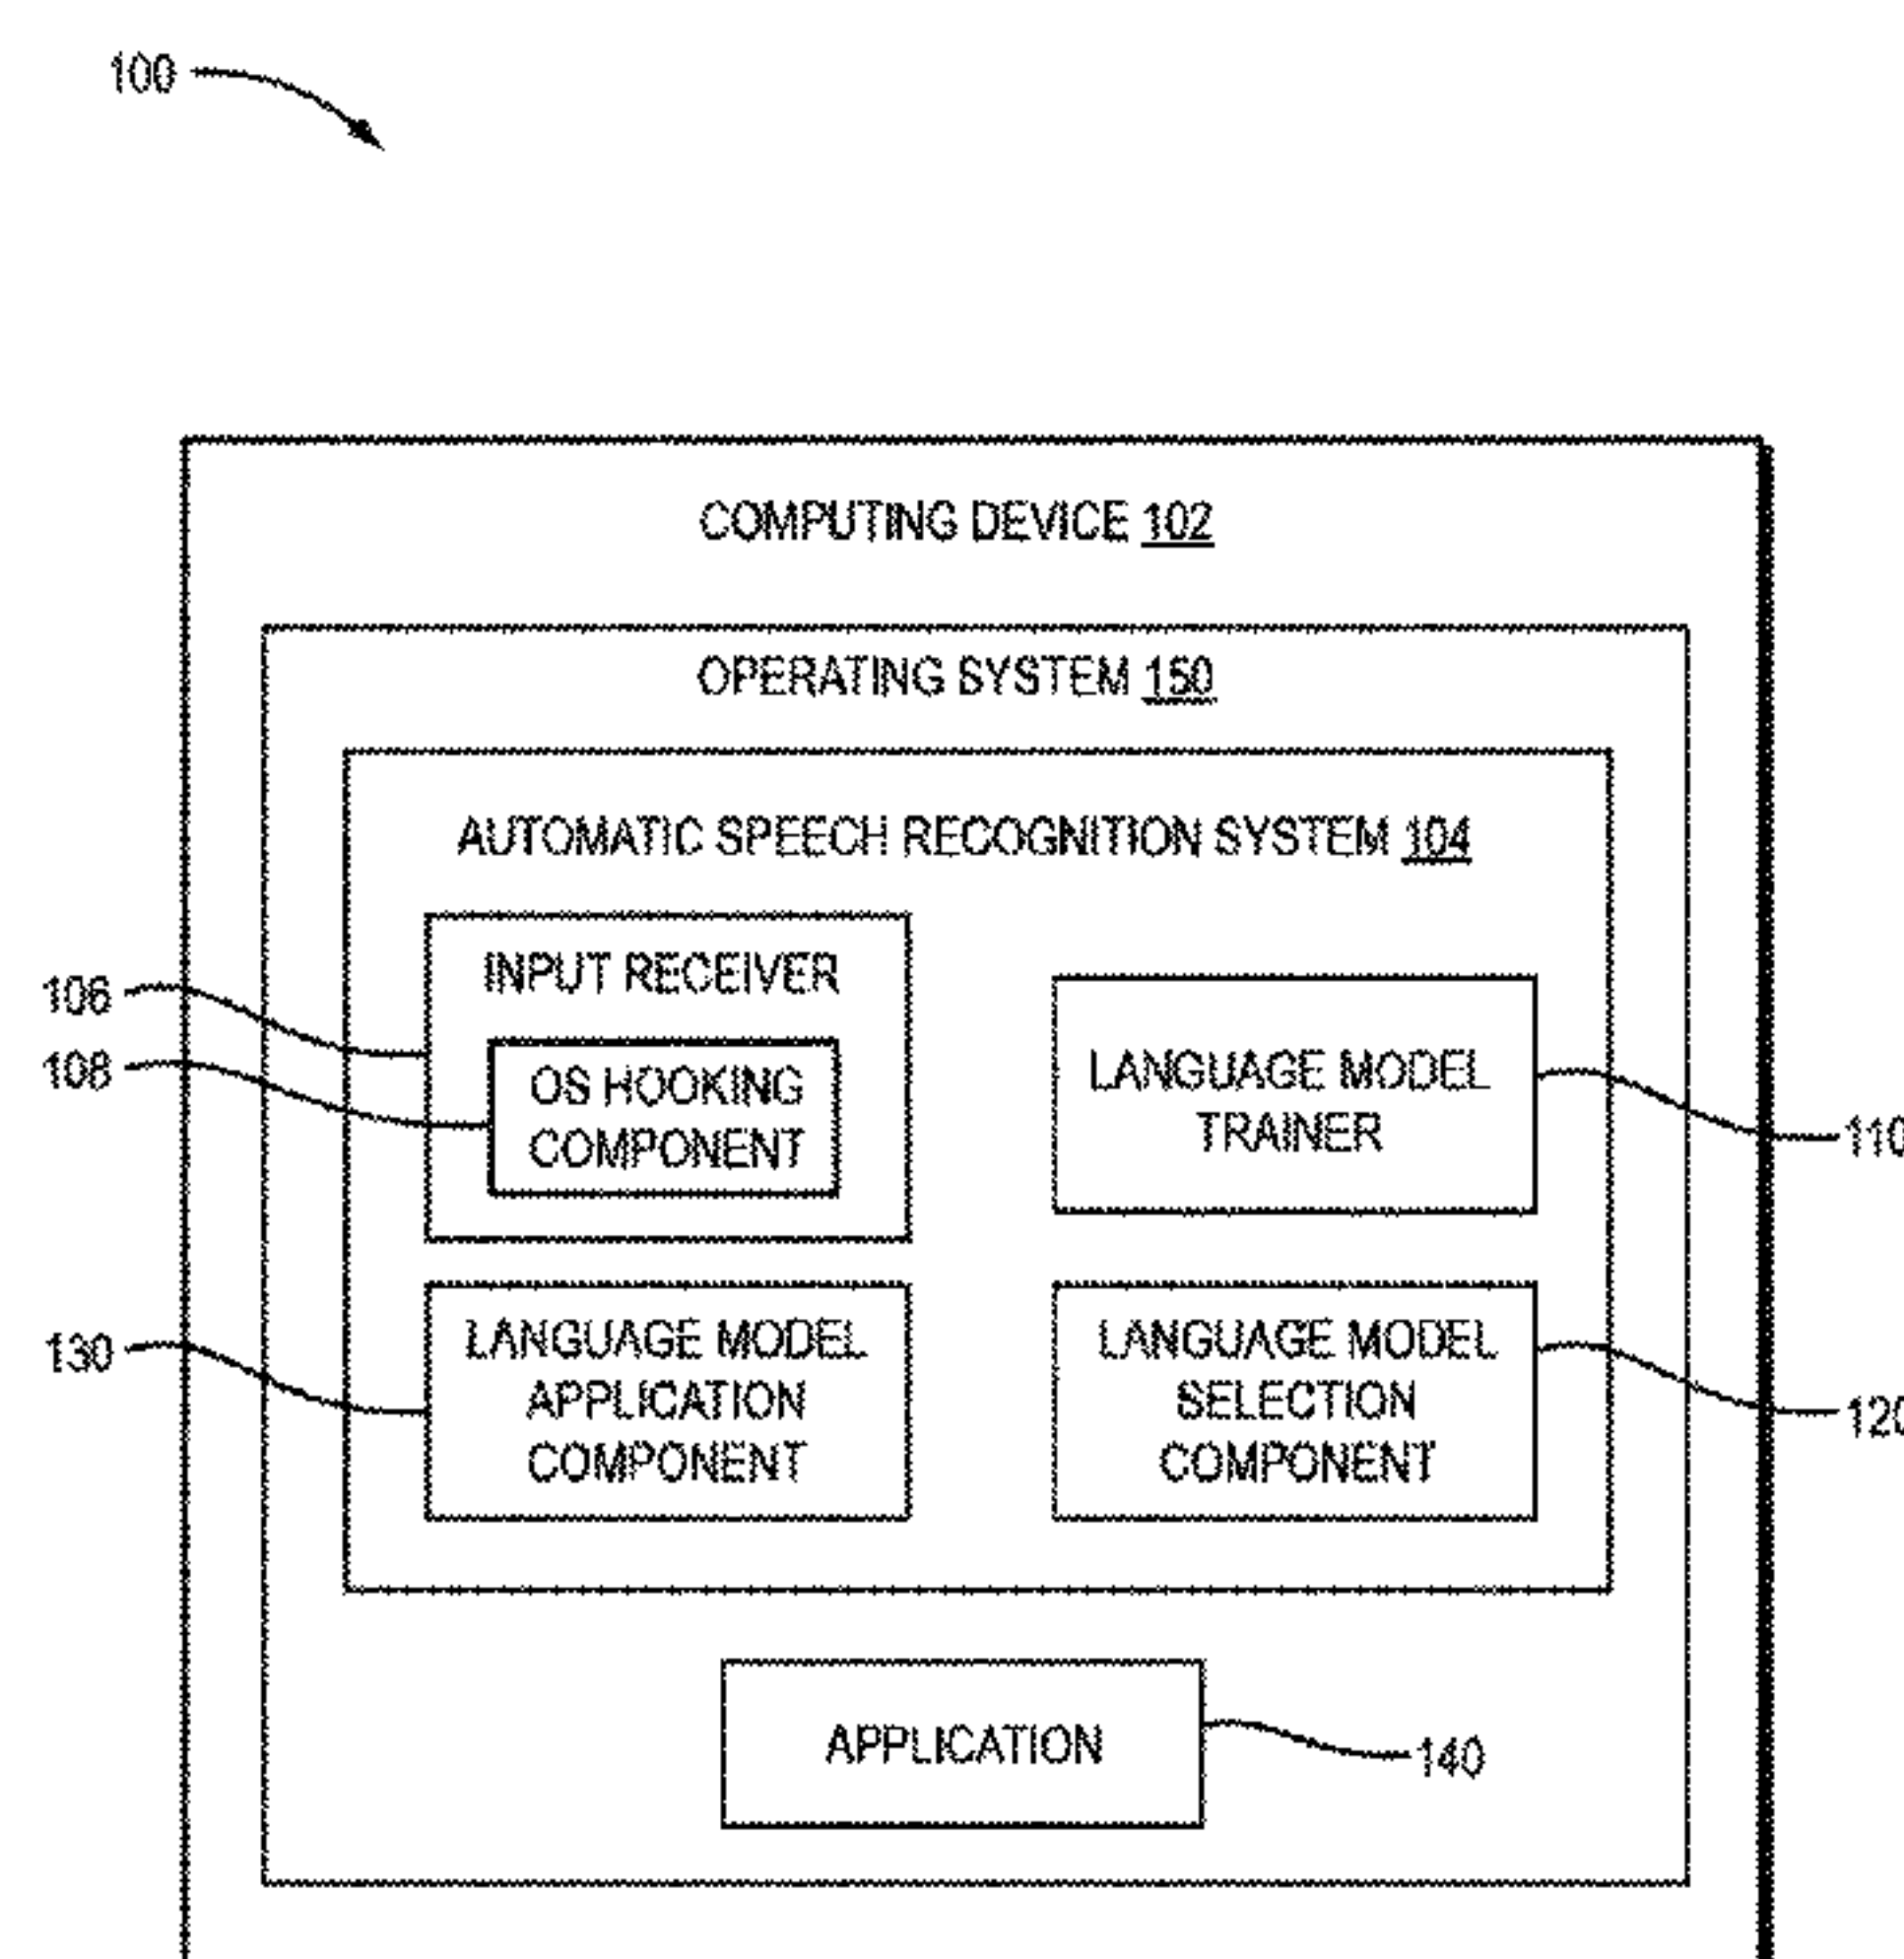 100
COMPUTING DEVICE 102
OPERATING SYSTEM 150
AUTOMATIC SPEECH RECOGNITION SYSTEM 104
INPUT RECEIVER
106
108
OS HOOKING
COMPONENT
LANGUAGE MODEL
TRAINER
110
130
LANGUAGE MODEL
APPLICATION
COMPONENT
LANGUAGE MODEL
SELECTION
COMPONENT
120
APPLICATION
140